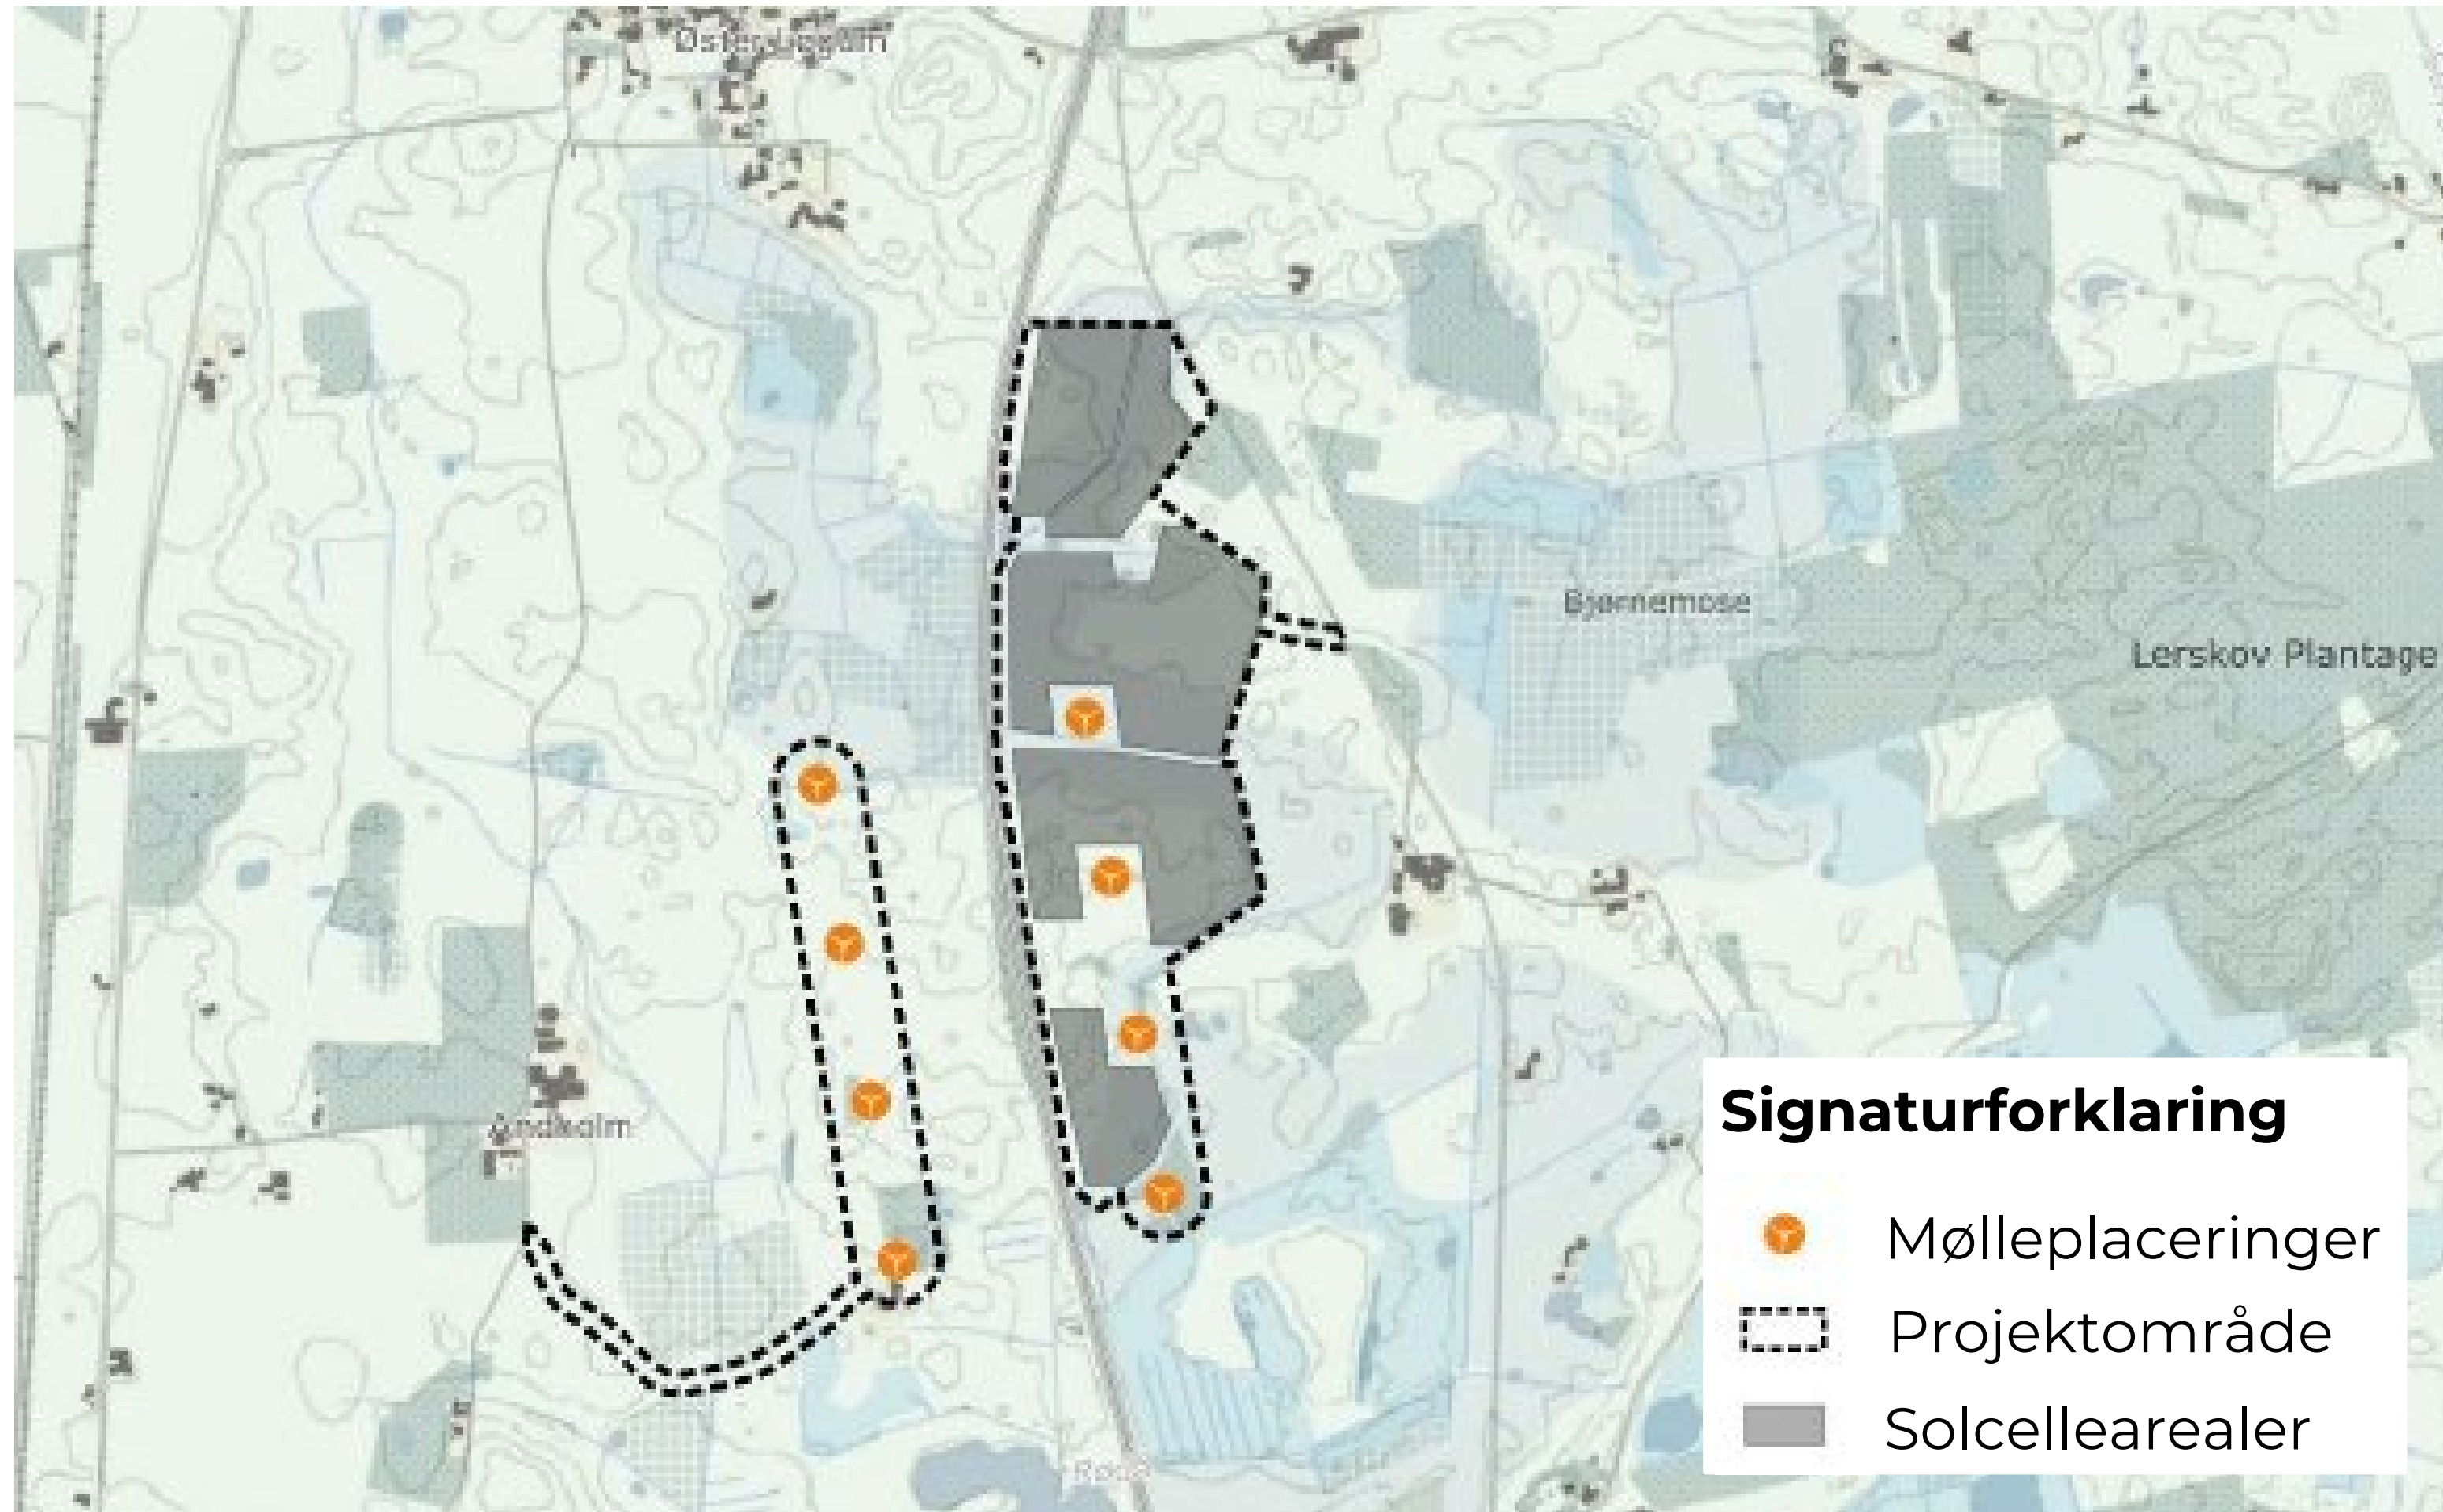 Bjørnemose
Lerskov Plantage
Signaturforklaring
Mølleplaceringer
Projektområde
Solcellearealer